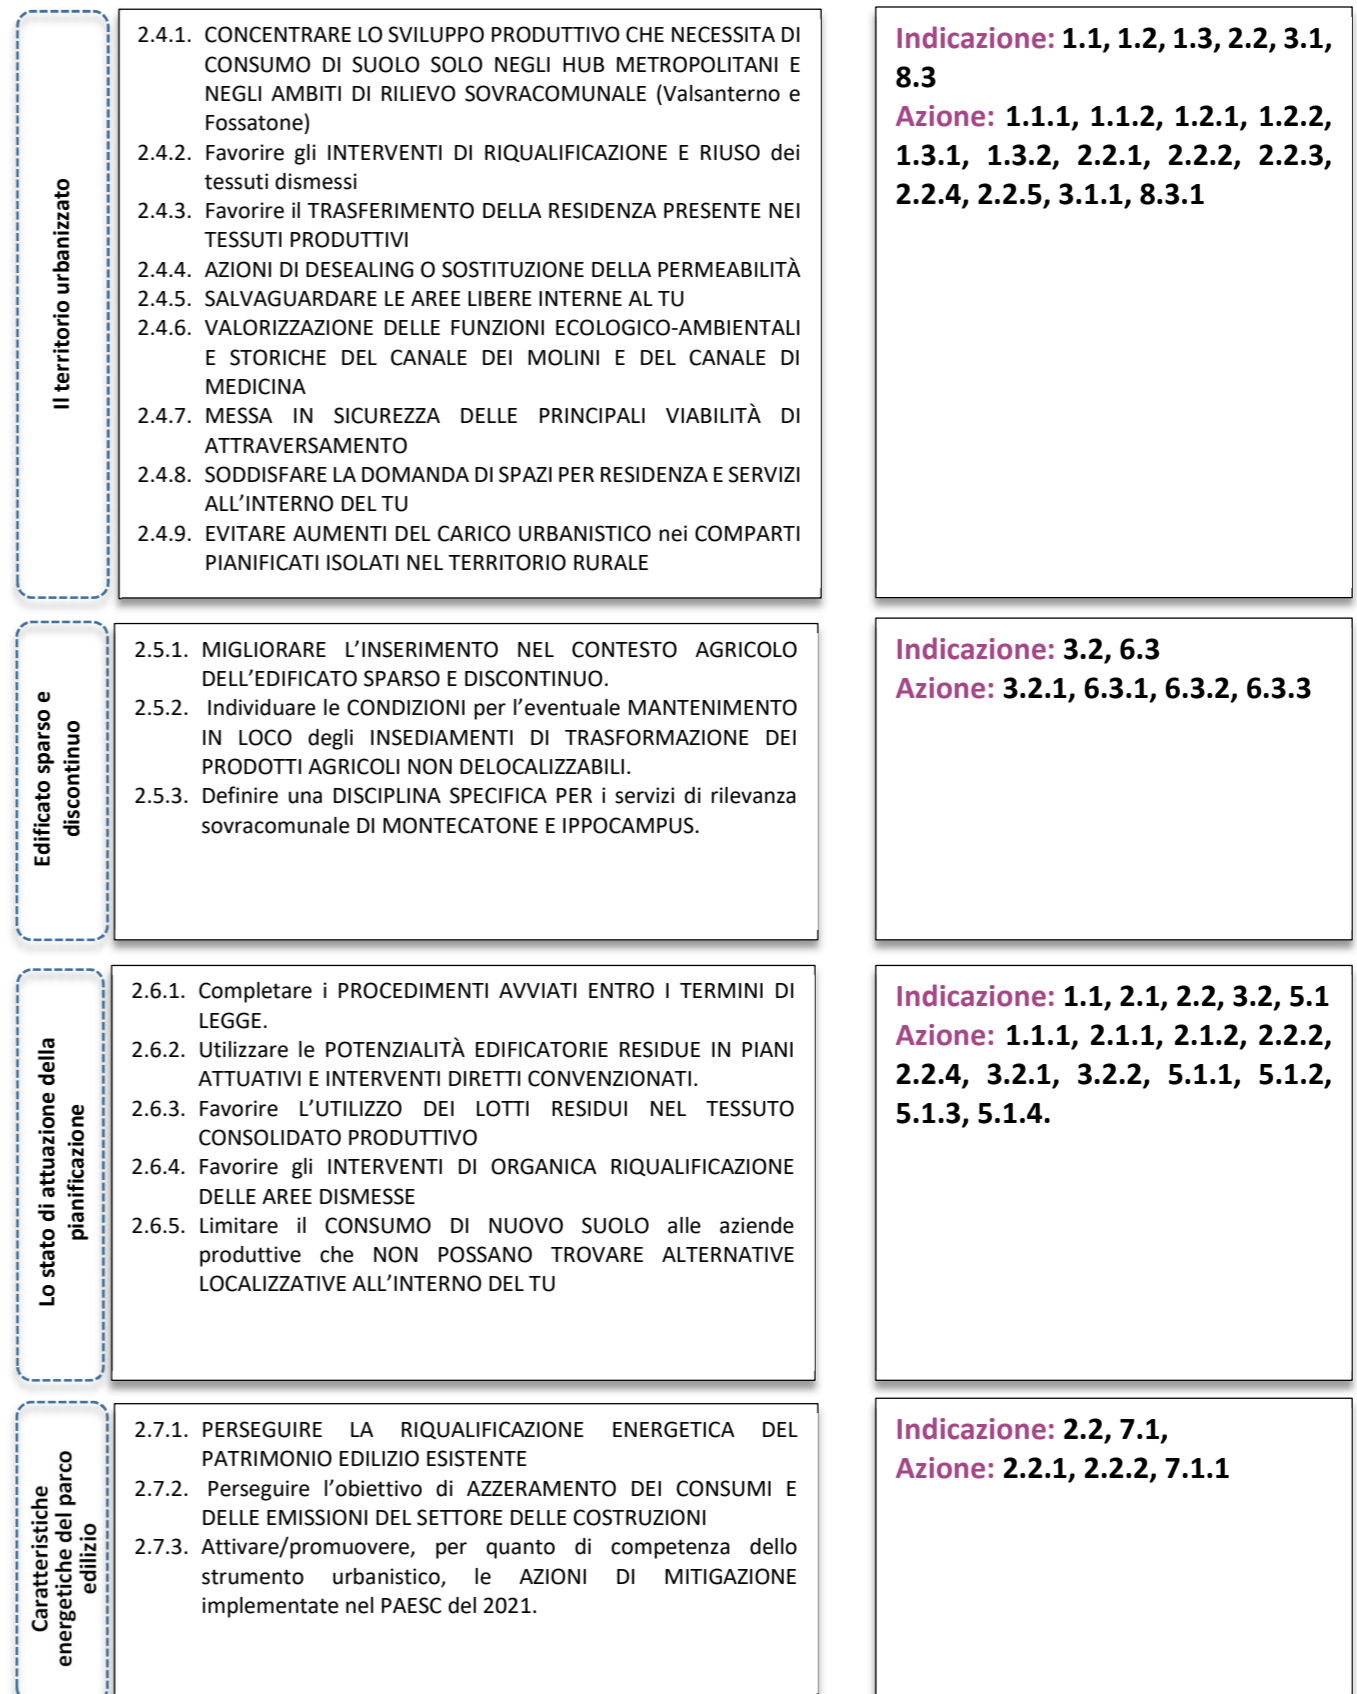 Il territorio urbanizzato
2.4.1. CONCENTRARE LO SVILUPPO PRODUTTIVO CHE NECESSITA DI
CONSUMO DI SUOLO SOLO NEGLI HUB METROPOLITANI E
NEGLI AMBITI DI RILIEVO SOVRACOMUNALE (Valsanterno e
Fossatone)
2.4.2. Favorire gli INTERVENTI DI RIQUALIFICAZIONE E RIUSO dei
tessuti dismessi
2.4.3. Favorire il TRASFERIMENTO DELLA RESIDENZA PRESENTE NEI
TESSUTI PRODUTTIVI
2.4.4. AZIONI DI DESEALING O SOSTITUZIONE DELLA PERMEABILITÀ
2.4.5. SALVAGUARDARE LE AREE LIBERE INTERNE AL TU
2.4.6. VALORIZZAZIONE DELLE FUNZIONI ECOLOGICO-AMBIENTALI
E STORICHE DEL CANALE DEI MOLINI E DEL CANALE DI
MEDICINA
2.4.7. MESSA IN SICUREZZA DELLE PRINCIPALI VIABILITÀ DI
ATTRAVERSAMENTO
2.4.8. SODDISFARE LA DOMANDA DI SPAZI PER RESIDENZA E SERVIZI
ALL’INTERNO DEL TU
2.4.9. EVITARE AUMENTI DEL CARICO URBANISTICO nei COMPARTI
PIANIFICATI ISOLATI NEL TERRITORIO RURALE
Indicazione: 1.1, 1.2, 1.3, 2.2, 3.1,
8.3
Azione: 1.1.1, 1.1.2, 1.2.1, 1.2.2,
1.3.1, 1.3.2, 2.2.1, 2.2.2, 2.2.3,
2.2.4, 2.2.5, 3.1.1, 8.3.1
Edificato sparso e
discontinuo
2.5.1. MIGLIORARE L’INSERIMENTO NEL CONTESTO AGRICOLO
DELL’EDIFICATO SPARSO E DISCONTINUO.
2.5.2. Individuare le CONDIZIONI per l’eventuale MANTENIMENTO
IN LOCO degli INSEDIAMENTI DI TRASFORMAZIONE DEI
PRODOTTI AGRICOLI NON DELOCALIZZABILI.
2.5.3. Definire una DISCIPLINA SPECIFICA PER i servizi di rilevanza
sovracomunale DI MONTECATONE E IPPOCAMPUS.
Indicazione: 3.2, 6.3
Azione: 3.2.1, 6.3.1, 6.3.2, 6.3.3
Lo stato di attuazione della
pianificazione
2.6.1. Completare i PROCEDIMENTI AVVIATI ENTRO I TERMINI DI
LEGGE.
2.6.2. Utilizzare le POTENZIALITÀ EDIFICATORIE RESIDUE IN PIANI
ATTUATIVI E INTERVENTI DIRETTI CONVENZIONATI.
2.6.3. Favorire L’UTILIZZO DEI LOTTI RESIDUI NEL TESSUTO
CONSOLIDATO PRODUTTIVO
2.6.4. Favorire gli INTERVENTI DI ORGANICA RIQUALIFICAZIONE
DELLE AREE DISMESSE
2.6.5. Limitare il CONSUMO DI NUOVO SUOLO alle aziende
produttive che NON POSSANO TROVARE ALTERNATIVE
LOCALIZZATIVE ALL’INTERNO DEL TU
Indicazione: 1.1, 2.1, 2.2, 3.2, 5.1
Azione: 1.1.1, 2.1.1, 2.1.2, 2.2.2,
2.2.4, 3.2.1, 3.2.2, 5.1.1, 5.1.2,
5.1.3, 5.1.4.
Caratteristiche
energetiche del parco
edilizio
2.7.1. PERSEGUIRE LA RIQUALIFICAZIONE ENERGETICA DEL
PATRIMONIO EDILIZIO ESISTENTE
2.7.2. Perseguire l’obiettivo di AZZERAMENTO DEI CONSUMI E
DELLE EMISSIONI DEL SETTORE DELLE COSTRUZIONI
2.7.3. Attivare/promuovere, per quanto di competenza dello
strumento urbanistico, le AZIONI DI MITIGAZIONE
implementate nel PAESC del 2021.
Indicazione: 2.2, 7.1,
Azione: 2.2.1, 2.2.2, 7.1.1